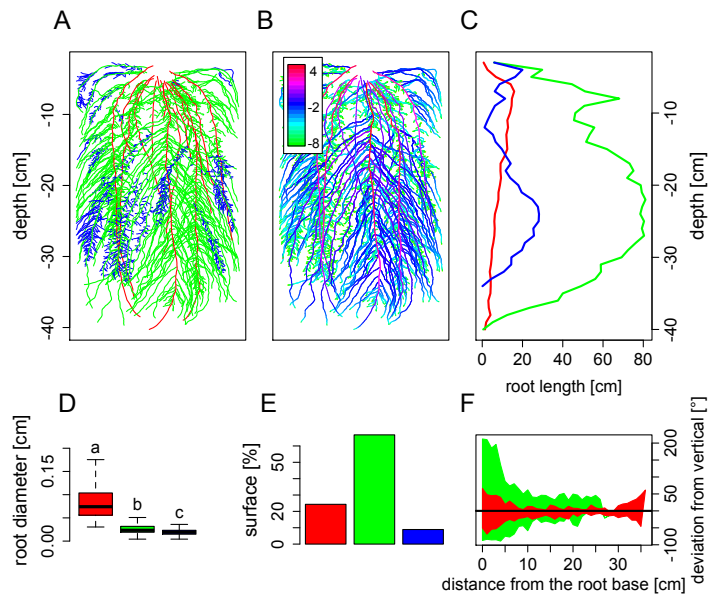 A
B
C
depth [cm]
-10
-20
-30
-40
4
-2
-8
depth [cm]
-10
-20
-30
-40
0 20 40 60 80
root length [cm]
D
E
F
root diameter [cm]
0.15
0.00
a
b
c
surface [%]
50
20
0
200
50
0
-100
deviation from vertical [°]
0 10 20 30
distance from the root base [cm]